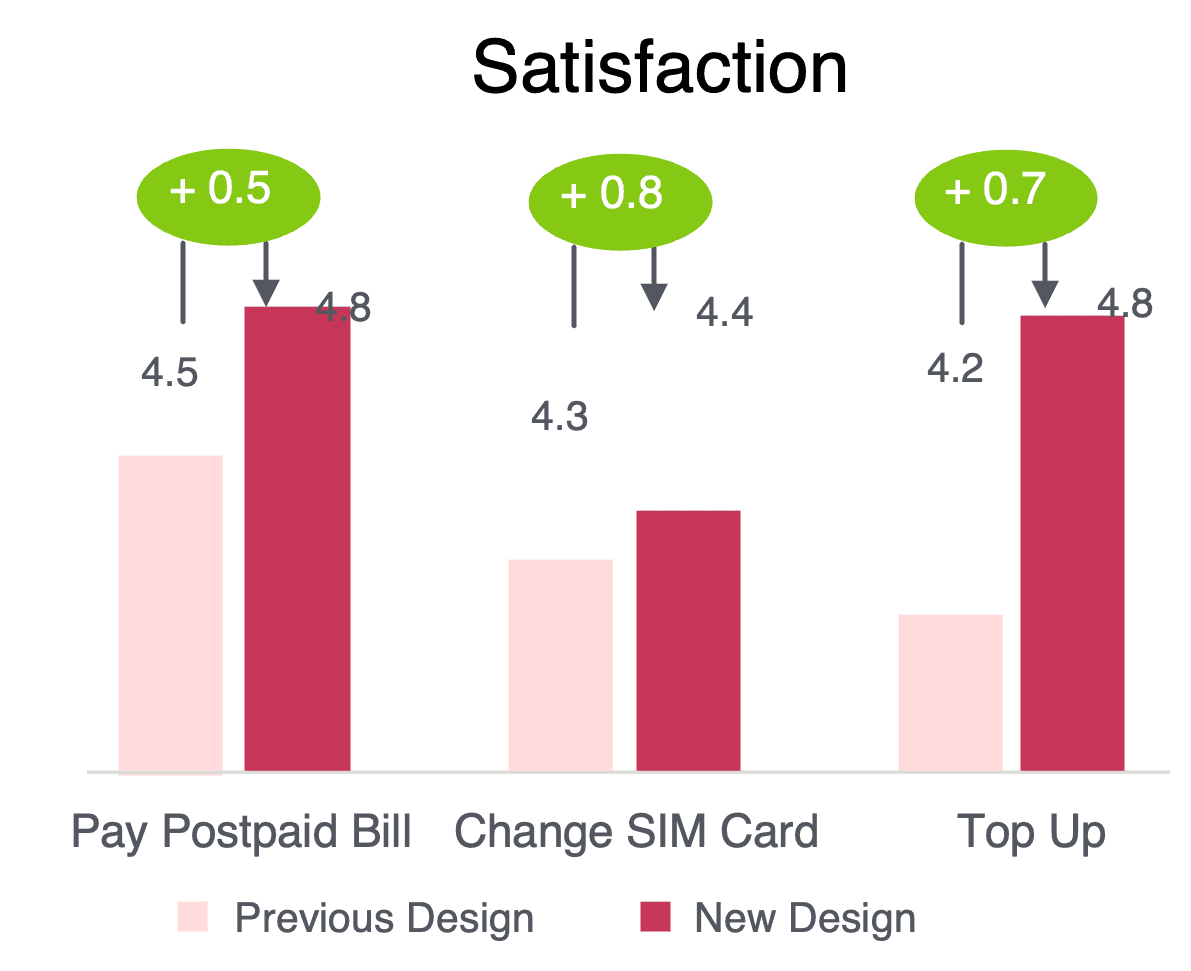 Satisfaction
+ 0.5
+ 0.8
+ 0.7
4.5
4.8
4.3
4.4
4.2
4.8
Pay Postpaid Bill
Change SIM Card
Top Up
Previous Design
New Design